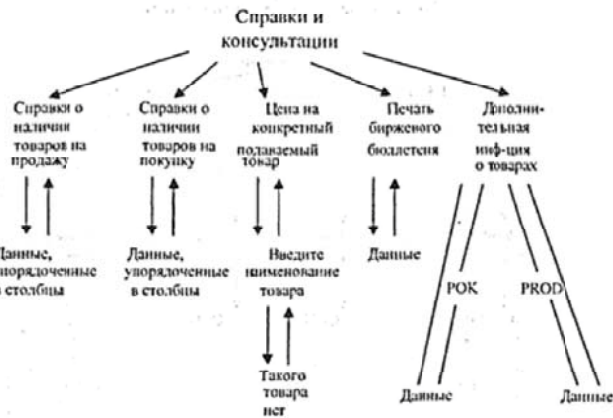 Справки и
консультации
Справки о
наличии
товаров на
продажу
Справки о
наличии
товаров на
покупку
Цена на
конкретный
подаваемый
товар
Печать
биржевого
бюллетеня
Дополни-
тельная
инф-ция
о товарах
Данные,
упорядоченные
в столбцы
Данные,
упорядоченные
в столбцы
Введите
наименование
товара
Данные
POK
PROD
Такого
товара
нет
Данные
Данные